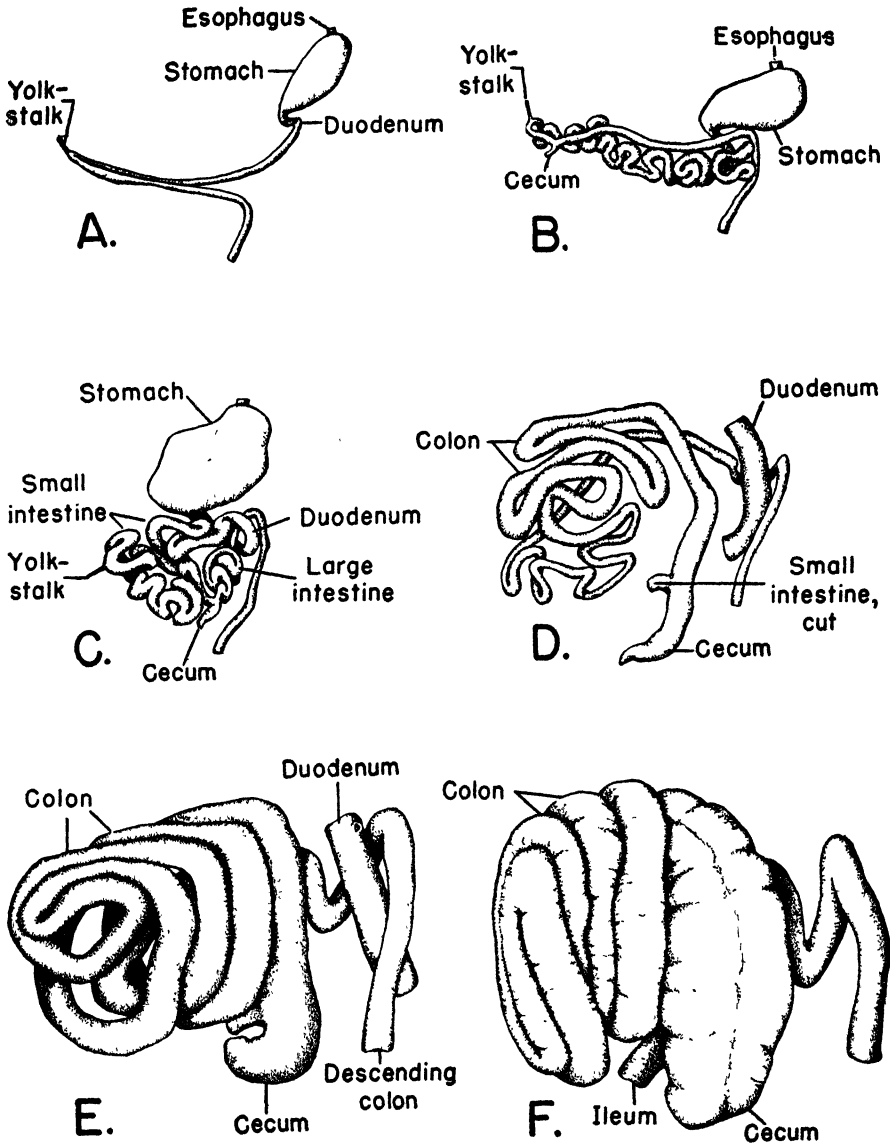 Esophagus
Stomach
Yolk-
stalk
Duodenum
A.
Esophagus
Yolk-
stalk
Stomach
Cecum
B.
Stomach
Small
intestine
Duodenum
Yolk-
stalk
Large
intestine
Cecum
C.
Duodenum
Colon
Small
intestine,
cut
Cecum
D.
Duodenum
Colon
Descending
colon
Cecum
E.
Colon
Ileum
Cecum
F.